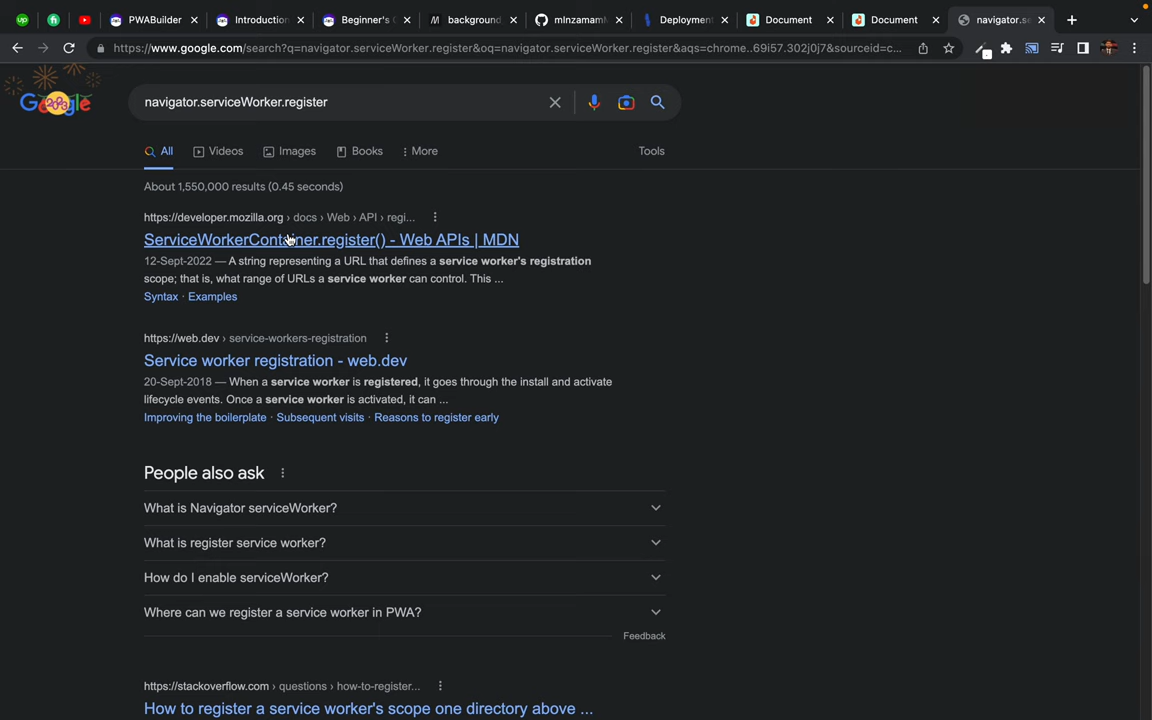 PWABuilder
Introduction
Beginner's
background
mInzamamM
Deployment
Document
Document
navigator.se
https://www.google.com/search?q=navigator.serviceWorker.register&oq=navigator.serviceWorker.register&aqs=chrome..69i57.302j0j7&sourceid=c...
navigator.serviceWorker.register
All
Videos
Images
Books
More
Tools
About 1,550,000 results (0.45 seconds)
https://developer.mozilla.org › docs › Web › API › regi...
ServiceWorkerContainer.register() - Web APIs | MDN
12-Sept-2022 — A string representing a URL that defines a service worker's registration
scope; that is, what range of URLs a service worker can control. This ...
Syntax · Examples
https://web.dev › service-workers-registration
Service worker registration - web.dev
20-Sept-2018 — When a service worker is registered, it goes through the install and activate
lifecycle events. Once a service worker is activated, it can ...
Improving the boilerplate · Subsequent visits · Reasons to register early
People also ask
What is Navigator serviceWorker?
What is register service worker?
How do I enable serviceWorker?
Where can we register a service worker in PWA?
Feedback
https://stackoverflow.com › questions › how-to-register...
How to register a service worker's scope one directory above ...